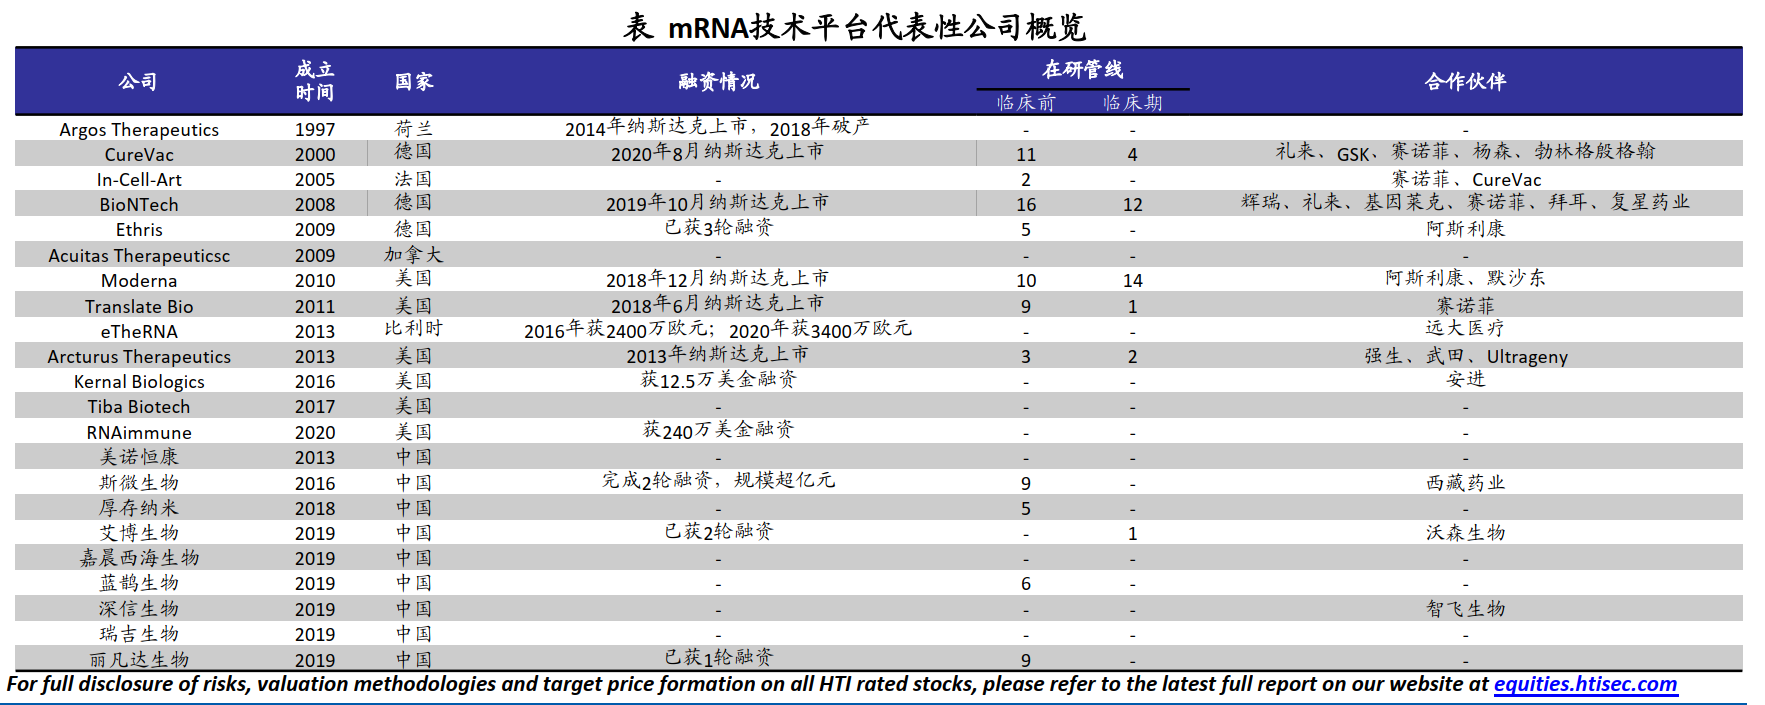 表 mRNA技术平台代表性公司概览
公司 成立时间 国家 融资情况 在研管线 合作伙伴
临床前 临床期
Argos Therapeutics 1997 荷兰 2014年纳斯达克上市，2018年破产 - - -
CureVac 2000 德国 2020年8月纳斯达克上市 11 4 礼来、GSK、赛诺菲、杨森、勃林格殷格翰
In-Cell-Art 2005 法国 - 2 - 赛诺菲、CureVac
BioNTech 2008 德国 2019年10月纳斯达克上市 16 12 辉瑞、礼来、基因莱克、赛诺菲、拜耳、复星药业
Ethris 2009 德国 已获3轮融资 5 - 阿斯利康
Acuitas Therapeuticsc 2009 加拿大 - - - -
Moderna 2010 美国 2018年12月纳斯达克上市 10 14 阿斯利康、默沙东
Translate Bio 2011 美国 2018年6月纳斯达克上市 9 1 赛诺菲
eTheRNA 2013 比利时 2016年获2400万欧元；2020年获3400万欧元 - - 远大医疗
Arcturus Therapeutics 2013 美国 2013年纳斯达克上市 3 2 强生、武田、Ultrageny
Kernal Biologics 2016 美国 获12.5万美金融资 - - 安进
Tiba Biotech 2017 美国 - - - -
RNAimmune 2020 美国 获240万美金融资 - - -
美诺恒康 2013 中国 - - - -
斯微生物 2016 中国 完成2轮融资，规模超亿元 9 - 西藏药业
厚存纳米 2018 中国 - 5 - -
艾博生物 2019 中国 已获2轮融资 - 1 沃森生物
嘉晨西海生物 2019 中国 - - - -
蓝鹊生物 2019 中国 - 6 - -
深信生物 2019 中国 - - - 智飞生物
瑞吉生物 2019 中国 - - - -
丽凡达生物 2019 中国 已获1轮融资 9 - -
For full disclosure of risks, valuation methodologies and target price formation on all HTI rated stocks, please refer to the latest full report on our website at equities.htisec.com